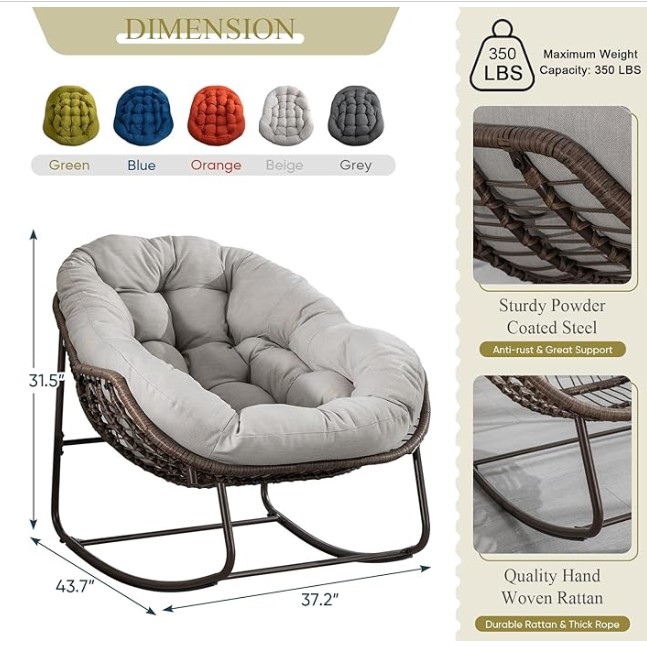 DIMENSION
Green Blue Orange Beige Grey
31.5"
43.7"
37.2"
350
LBS
Maximum Weight
Capacity: 350 LBS
Sturdy Powder
Coated Steel
Anti-rust & Great Support
Quality Hand
Woven Rattan
Durable Rattan & Thick Rope